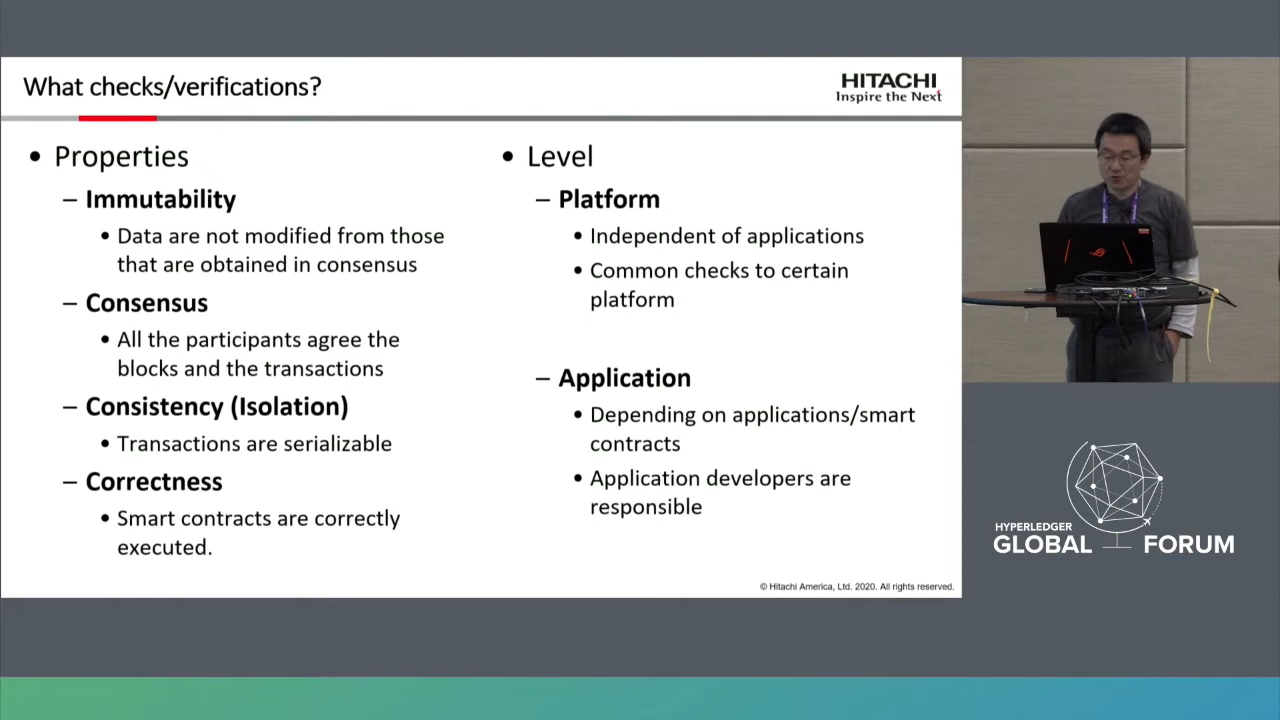 What checks/verifications?
HITACHI
Inspire the Next
• Properties
– Immutability
• Data are not modified from those
that are obtained in consensus
– Consensus
• All the participants agree the
blocks and the transactions
– Consistency (Isolation)
• Transactions are serializable
– Correctness
• Smart contracts are correctly
executed.
• Level
– Platform
• Independent of applications
• Common checks to certain
platform
– Application
• Depending on applications/smart
contracts
• Application developers are
responsible
© Hitachi America, Ltd. 2020. All rights reserved.
HYPERLEDGER
GLOBAL FORUM